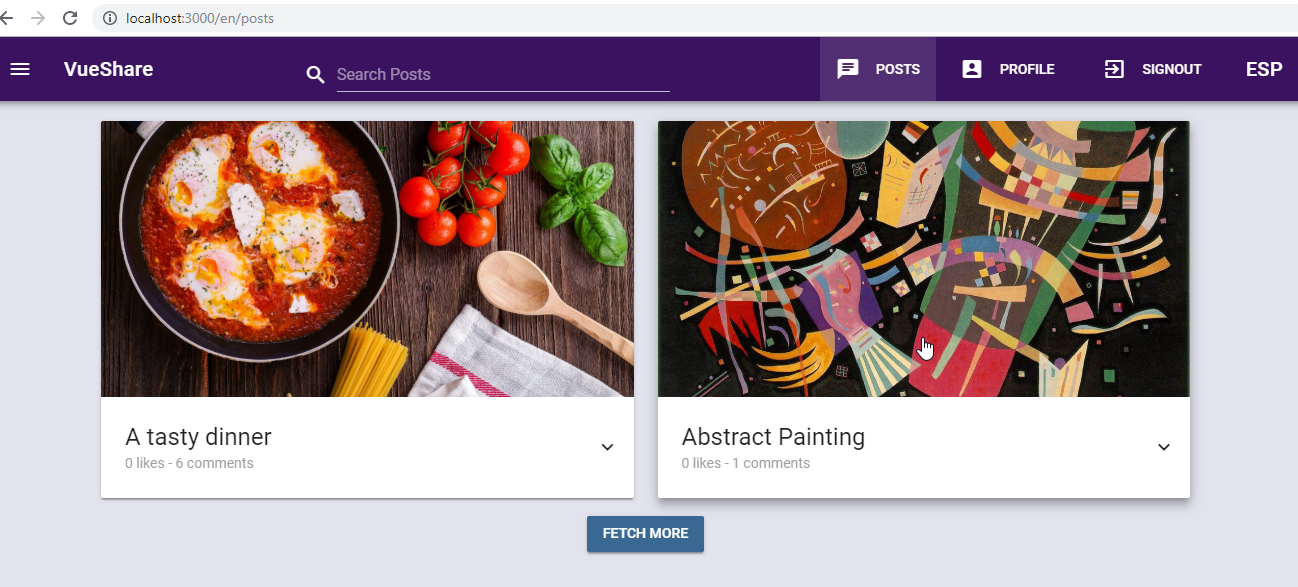 localhost:3000/en/posts
VueShare
Search Posts
POSTS
PROFILE
SIGNOUT
ESP
A tasty dinner
0 likes - 6 comments
Abstract Painting
0 likes - 1 comments
FETCH MORE